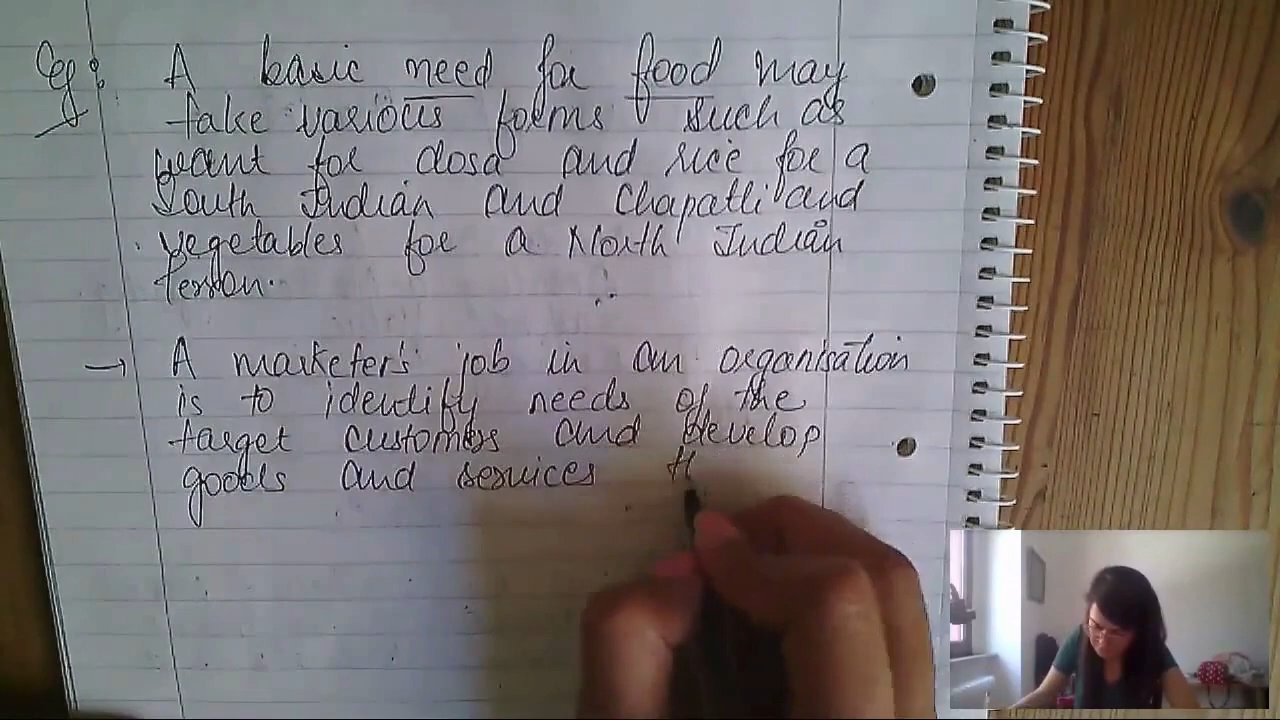 Eg: A basic need for food may
take various forms such as
want for dosa and rice for a
South Indian and Chapatti and
vegetables for a North Indian
Person.
→ A marketer's job in an organisation
is to identify needs of the
target customers and develop
goods and services th